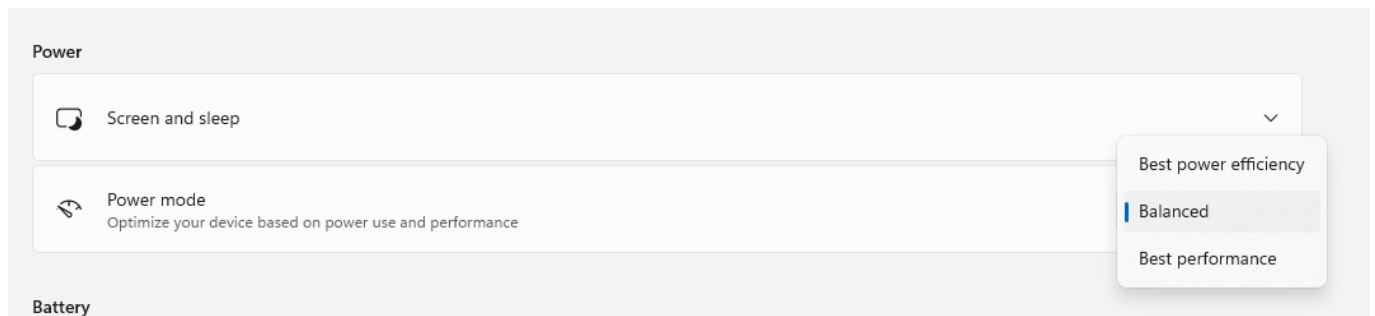 Power
Screen and sleep
Power mode
Optimize your device based on power use and performance
Best power efficiency
Balanced
Best performance
Battery